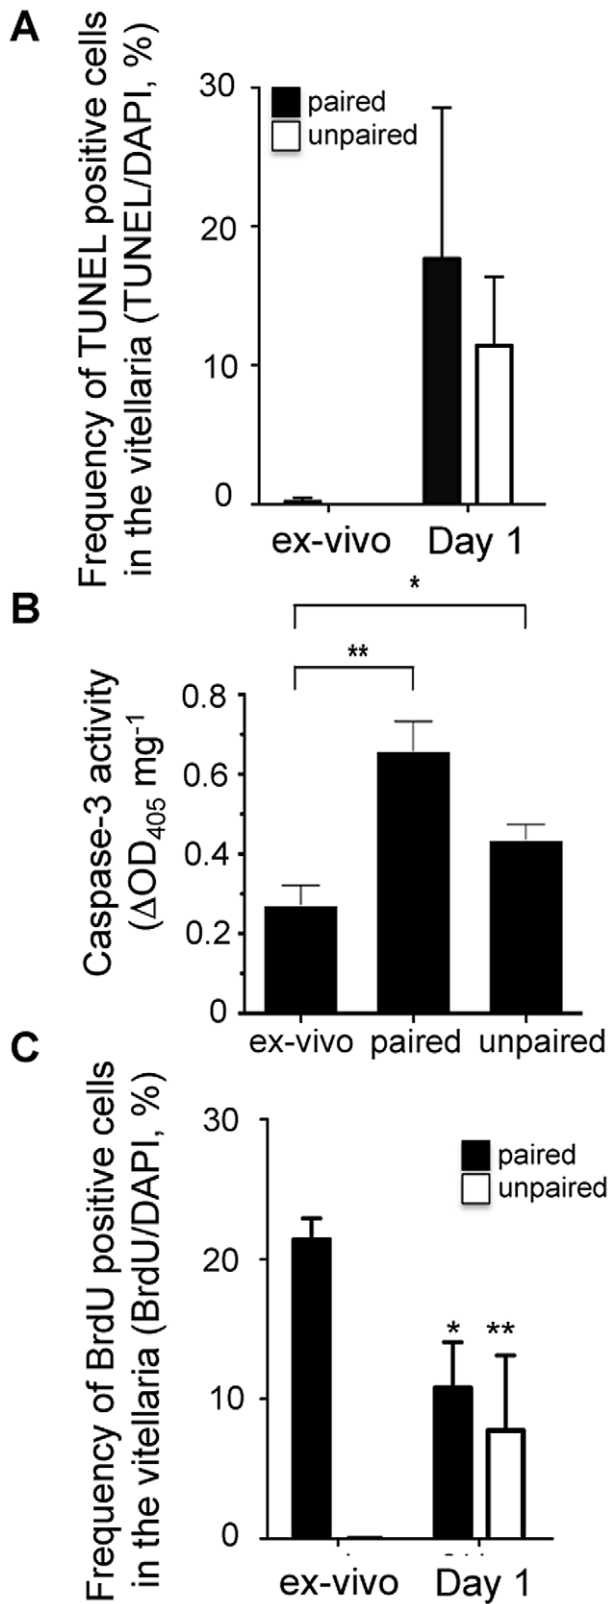 A
Frequency of TUNEL positive cells
in the vitellaria (TUNEL/DAPI, %)
30
20
10
0
paired
unpaired
ex-vivo
Day 1
B
Caspase-3 activity
(ΔOD405 mg-1
*
**
0.8
0.6
0.4
0.2
0
ex-vivo
paired
unpaired
C
Frequency of BrdU positive cells
in the vitellaria (BrdU/DAPI, %)
30
20
10
0
paired
unpaired
*
**
ex-vivo
Day 1